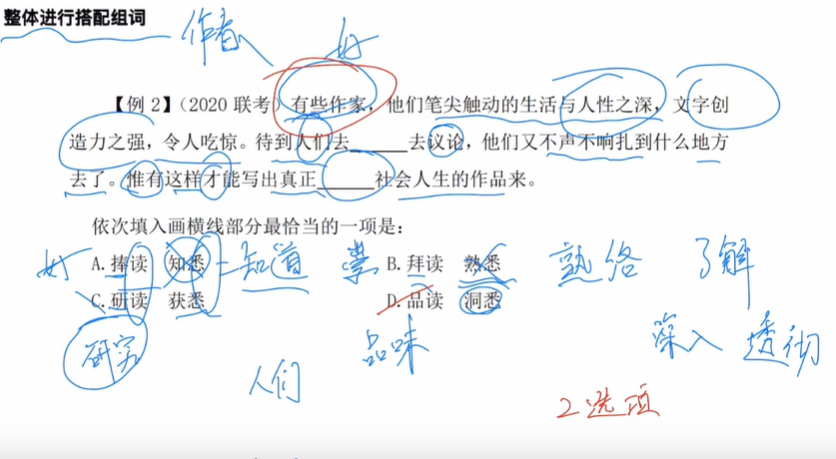 整体进行搭配组词
作者 好
【例 2】（2020 联考）有些作家，他们笔尖触动的生活与人性之深，文字创
造力之强，令人吃惊。待到人们去______去议论，他们又不声不响扎到什么地方
去了。惟有这样才能写出真正______社会人生的作品来。
依次填入画横线部分最恰当的一项是：
好 A. 捧读 知悉 - 知道 B. 拜读 熟悉 熟络 了解
C. 研读 获悉 D. 品读 洞悉
研究 品味 深入 透彻
人们
2 选项